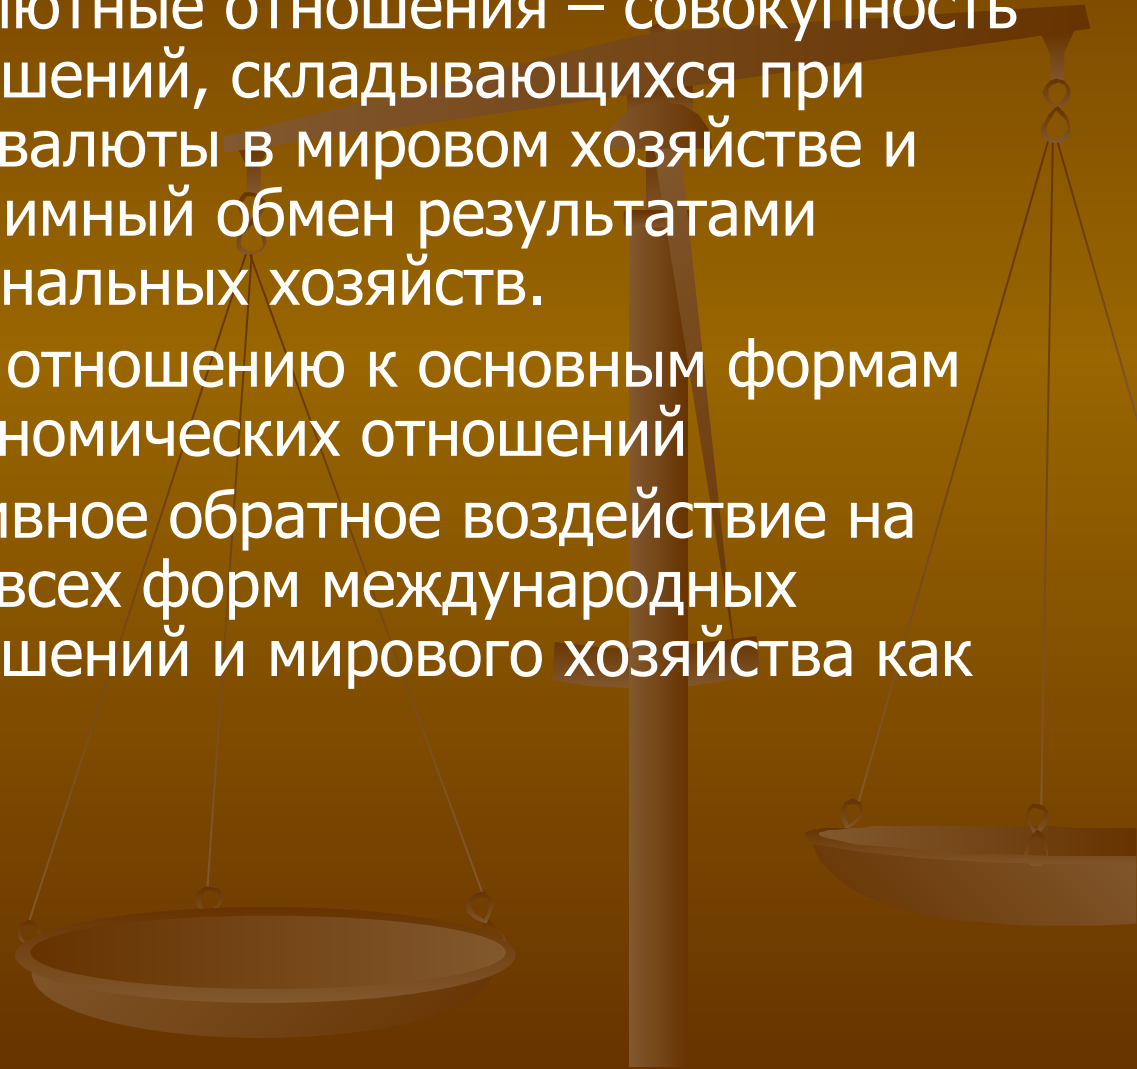 лютные отношения – совокупность
шений, складывающихся при
валюты в мировом хозяйстве и
имный обмен результатами
нальных хозяйств.
отношению к основным формам
номических отношений
ивное обратное воздействие на
всех форм международных
шений и мирового хозяйства как